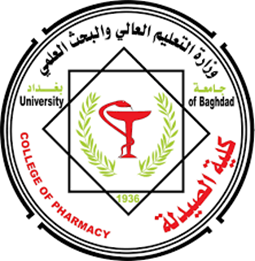 وزارة التعليم العالي والبحث العلمي
جامعة بغداد
University of Baghdad
1936
كلية الصيدلة
COLLEGE OF PHARMACY